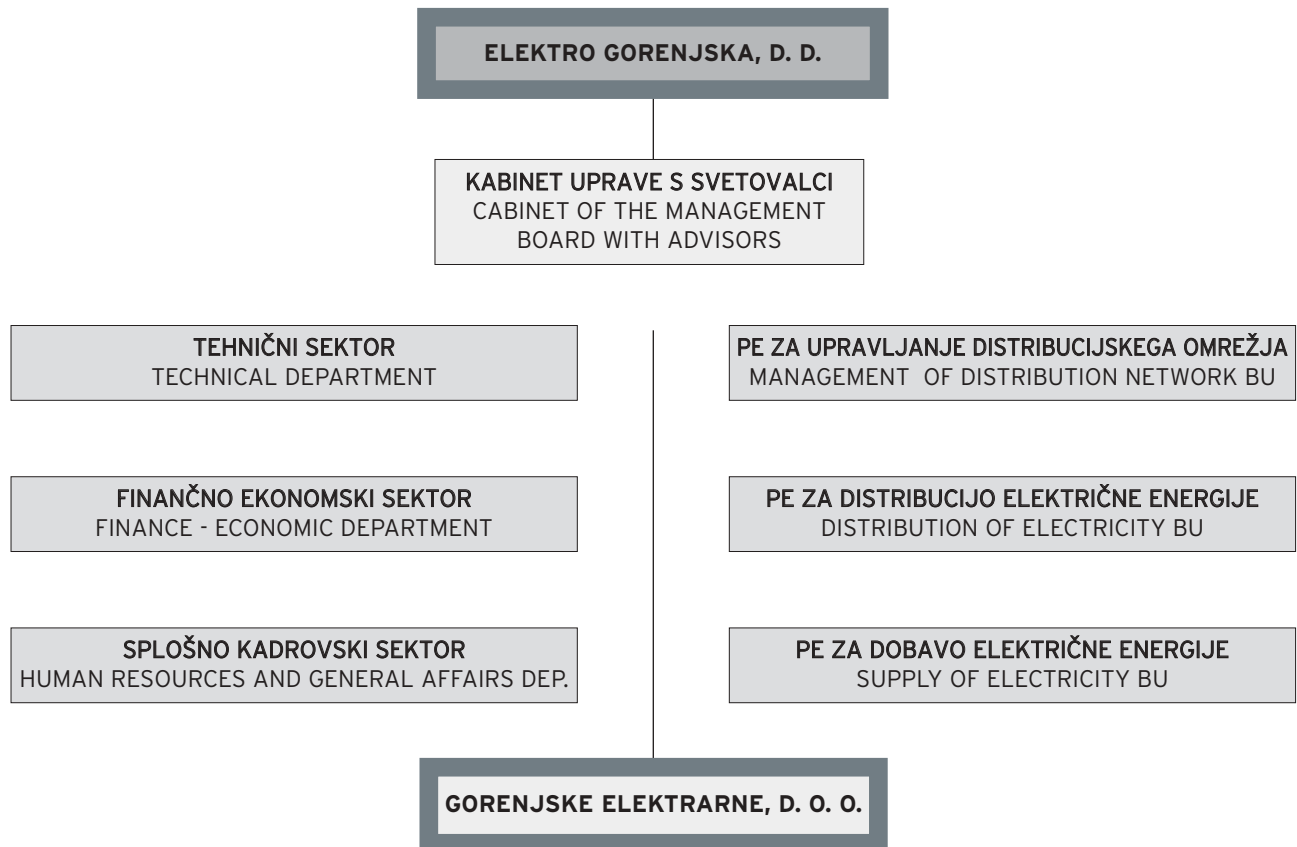 ELEKTRO GORENJSKA, D. D.
KABINET UPRAVE S SVETOVALCI
CABINET OF THE MANAGEMENT
BOARD WITH ADVISORS
TEHNIČNI SEKTOR
TECHNICAL DEPARTMENT
PE ZA UPRAVLJANJE DISTRIBUCIJSKEGA OMREŽJA
MANAGEMENT OF DISTRIBUTION NETWORK BU
FINANČNO EKONOMSKI SEKTOR
FINANCE - ECONOMIC DEPARTMENT
PE ZA DISTRIBUCIJO ELEKTRIČNE ENERGIJE
DISTRIBUTION OF ELECTRICITY BU
SPLOŠNO KADROVSKI SEKTOR
HUMAN RESOURCES AND GENERAL AFFAIRS DEP.
PE ZA DOBAVO ELEKTRIČNE ENERGIJE
SUPPLY OF ELECTRICITY BU
GORENJSKE ELEKTRARNE, D. O. O.